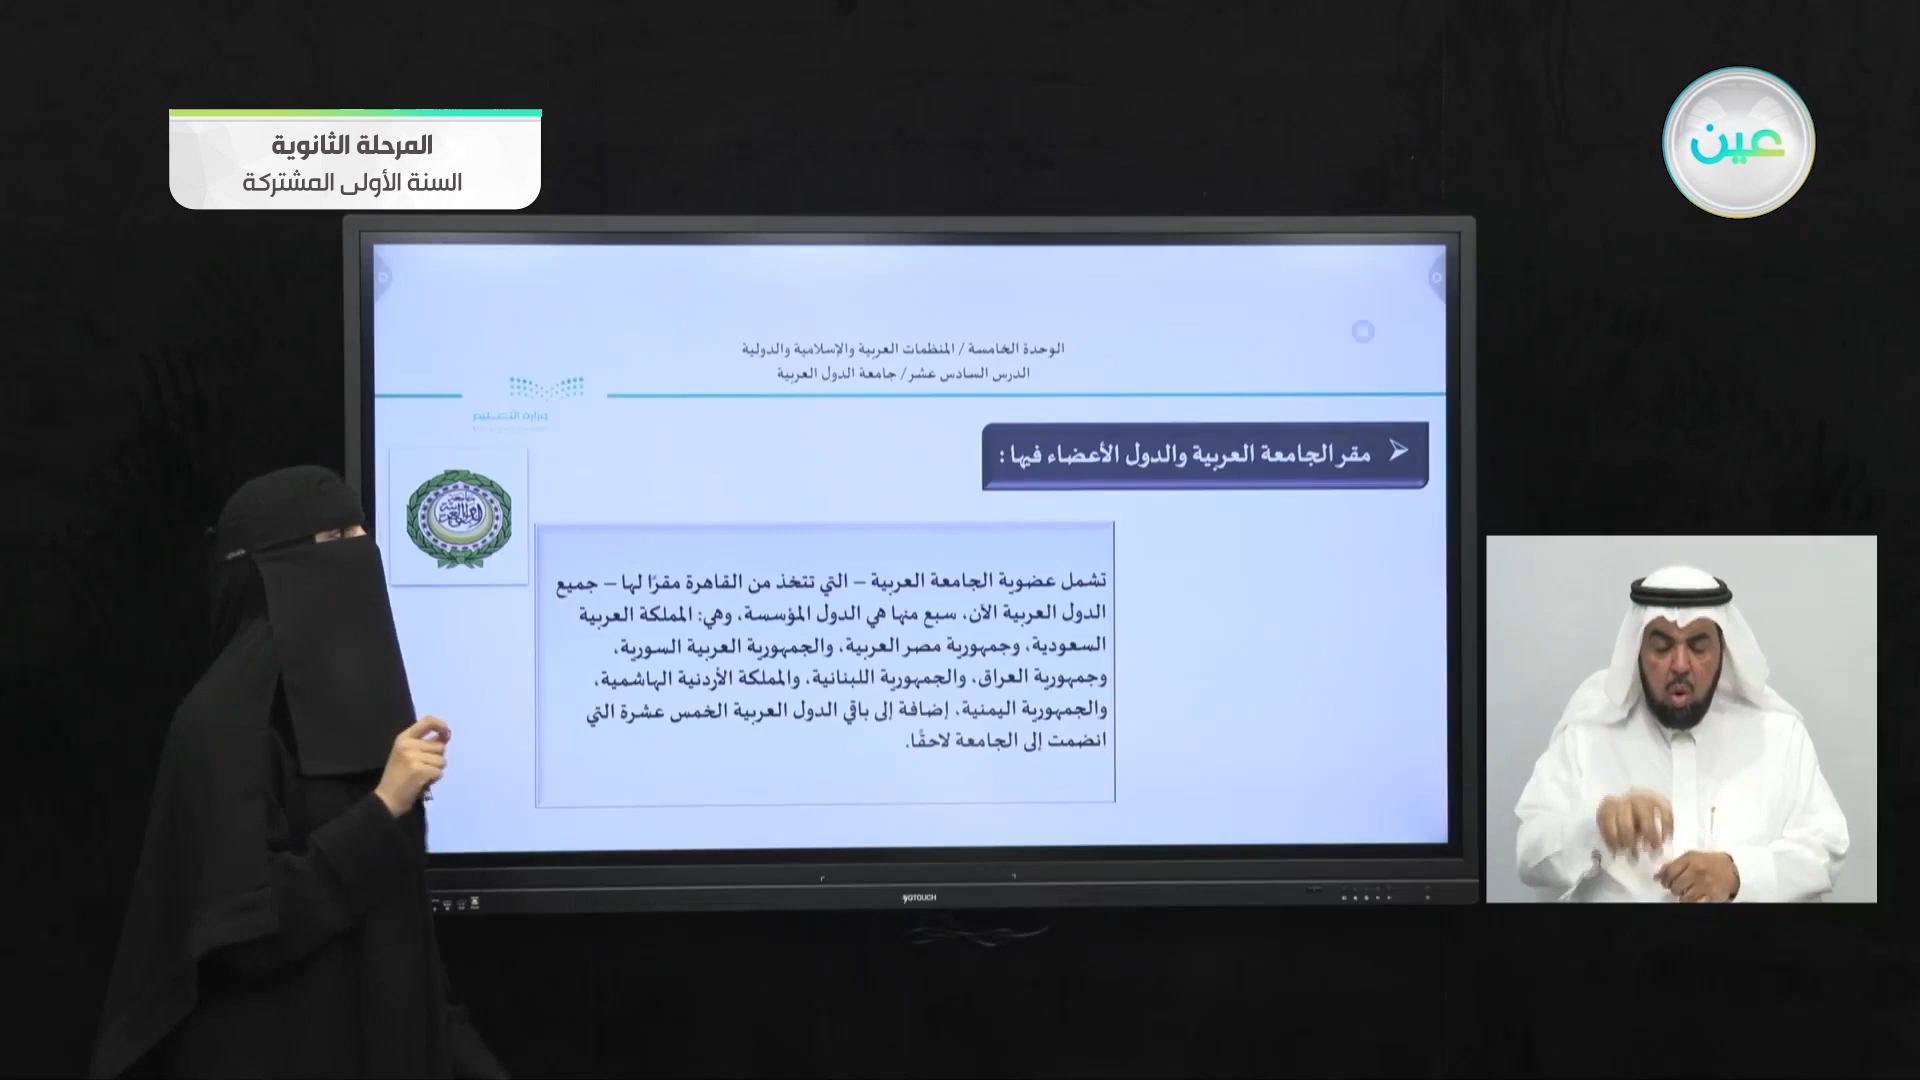 المرحلة الثانوية
السنة الأولى المشتركة
عين
الوحدة الخامسة / المنظمات العربية والإسلامية والدولية
الدرس السادس عشر/ جامعة الدول العربية
وزارة التعليم
مقر الجامعة العربية والدول الأعضاء فيها :
تشمل عضوية الجامعة العربية – التي تتخذ من القاهرة مقرًا لها – جميع
الدول العربية الآن، سبع منها هي الدول المؤسسة، وهي: المملكة العربية
السعودية، وجمهورية مصر العربية، والجمهورية العربية السورية،
وجمهورية العراق، والجمهورية اللبنانية، والمملكة الأردنية الهاشمية،
والجمهورية اليمنية، إضافة إلى باقي الدول العربية الخمس عشرة التي
انضمت إلى الجامعة لاحقًا.